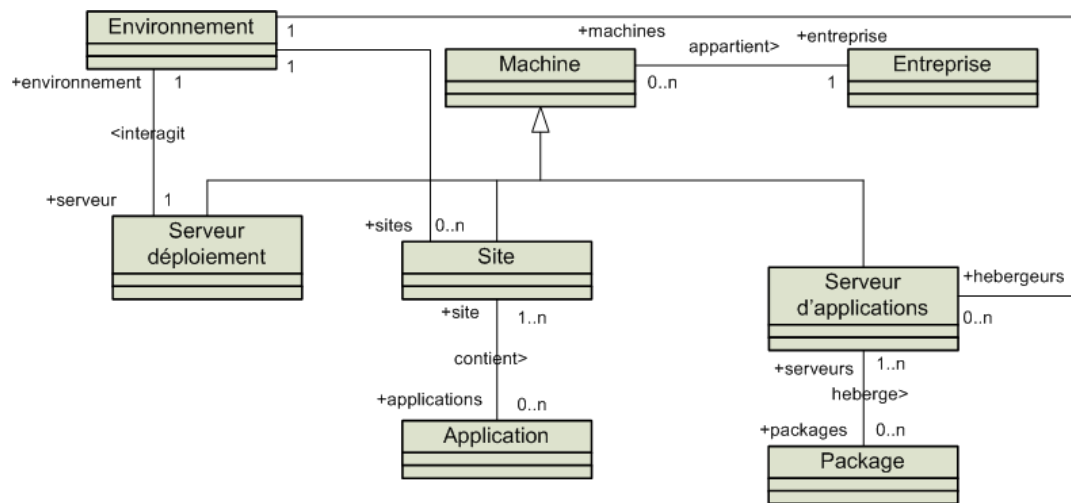 Environnement
1
1
+machines
appartient>
+entreprise
Machine
Entreprise
0..n
1
+environnement
1
<interagit
+serveur
1
+sites
0..n
Serveur
déploiement
Site
Serveur
d'applications
+hebergeurs
0..n
+site
1..n
contient>
+applications
0..n
Application
+serveurs
1..n
heberge>
+packages
0..n
Package